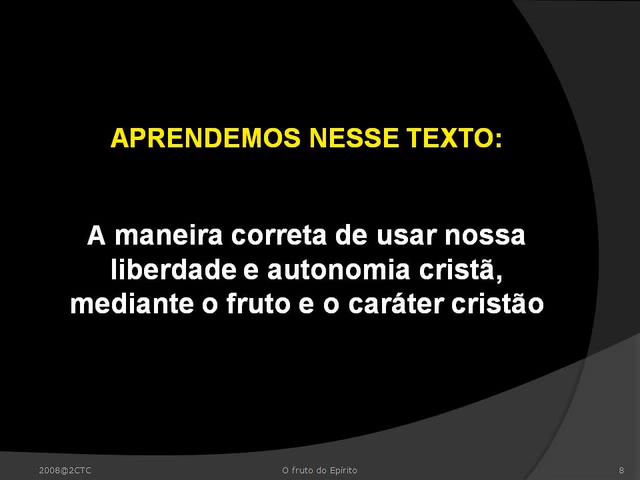 APRENDEMOS NESSE TEXTO:
A maneira correta de usar nossa
liberdade e autonomia cristã,
mediante o fruto e o caráter cristão
2008@2CTC
O fruto do Epírito
8